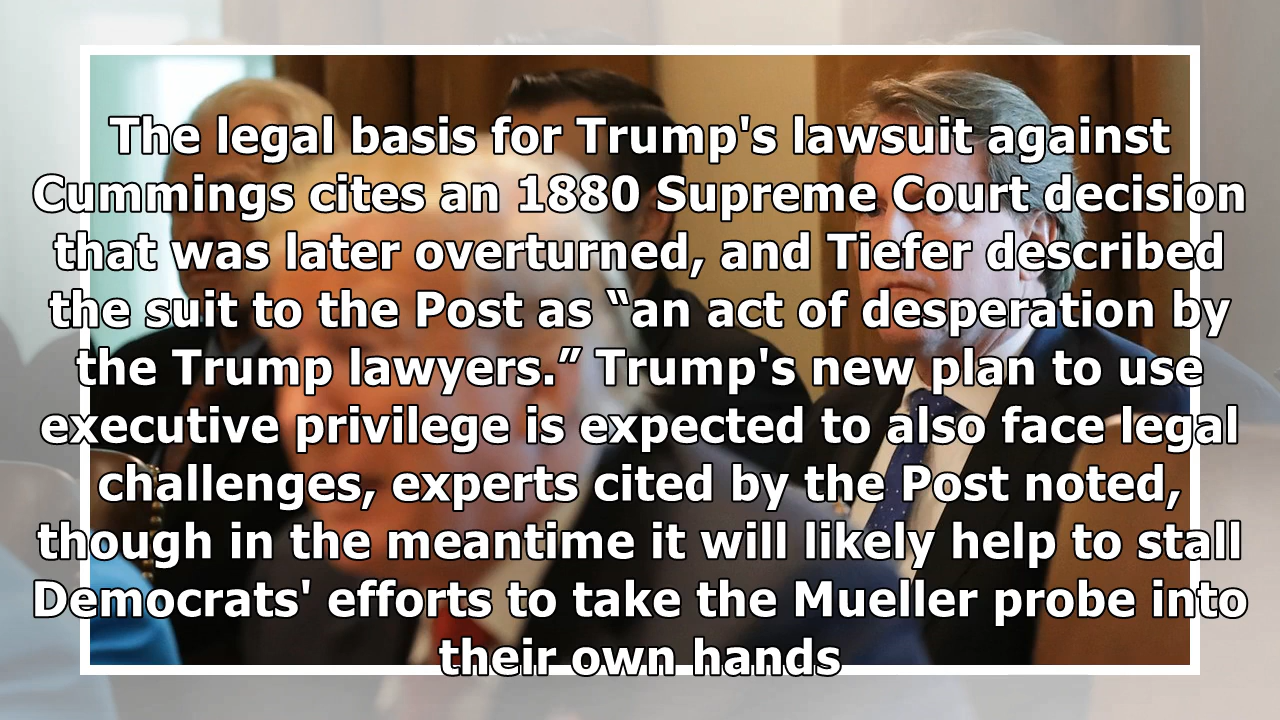 The legal basis for Trump's lawsuit against
Cummings cites an 1880 Supreme Court decision
that was later overturned, and Tiefer described
the suit to the Post as “an act of desperation by
the Trump lawyers.” Trump's new plan to use
executive privilege is expected to also face legal
challenges, experts cited by the Post noted,
though in the meantime it will likely help to stall
Democrats' efforts to take the Mueller probe into
their own hands